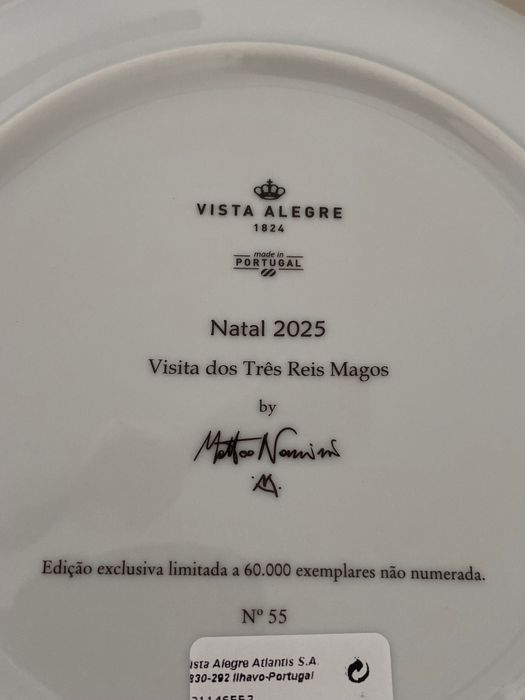 VISTA ALEGRE
1824
made in
PORTUGAL
Natal 2025
Visita dos Três Reis Magos
by
Edição exclusiva limitada a 60.000 exemplares não numerada.
Nº 55
ista Alegre Atlantis S.A.
830-292 Ilhavo-Portugal